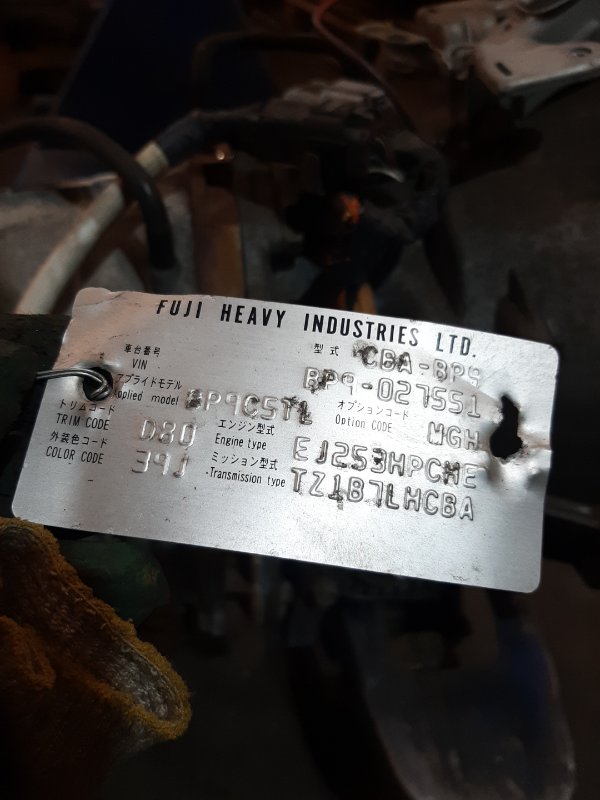 FUJI HEAVY INDUSTRIES LTD.
車台番号 型式 CBA-BP9
VIN BP9-027551
アプライドモデル オプションコード
Applied model BP9C5TL Option CODE MGH
トリムコード エンジン型式
TRIM CODE D80 Engine type EJ253HPCHE
外装色コード ミッション型式
COLOR CODE 39J Transmission type TZ1B7LHCBA